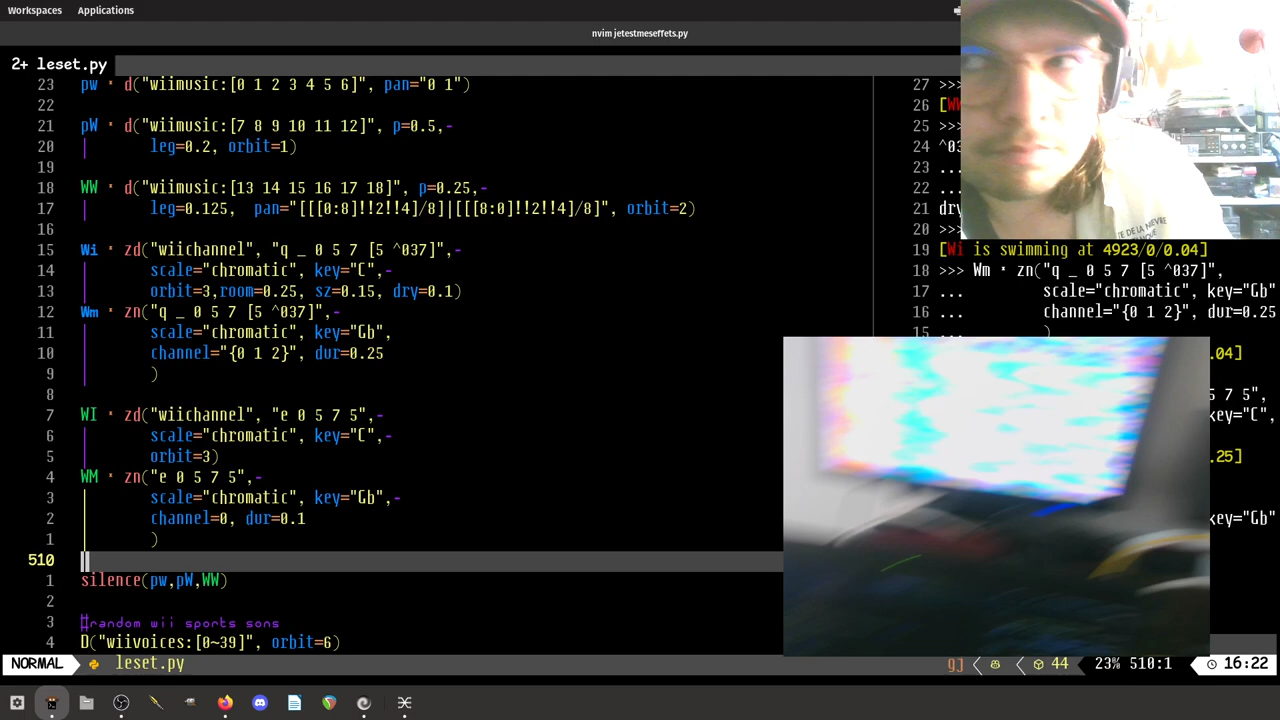 Workspaces Applications
nvim jetestmeseffets.py
2+ leset.py
23 pw * d("wiimusic:[0 1 2 3 4 5 6]", pan="0 1")
22
21 pW * d("wiimusic:[7 8 9 10 11 12]", p=0.5,-
20 leg=0.2, orbit=1)
19
18 WW * d("wiimusic:[13 14 15 16 17 18]", p=0.25,-
17 leg=0.125, pan="[[[0:8]!!2!!4]/8]|[[[8:0]!!2!!4]/8]", orbit=2)
16
15 Wi * zd("wiichannel", "q _ 0 5 7 [5 ^037]",-
14 scale="chromatic", key="C",-
13 orbit=3,room=0.25, sz=0.15, dry=0.1)
12 Wm * zn("q _ 0 5 7 [5 ^037]",-
11 scale="chromatic", key="Gb",
10 channel="{0 1 2}", dur=0.25
9 )
8
7 WI * zd("wiichannel", "e 0 5 7 5",-
6 scale="chromatic", key="C",-
5 orbit=3)
4 WM * zn("e 0 5 7 5",-
3 scale="chromatic", key="Gb",-
2 channel=0, dur=0.1
1 )
510
1 silence(pw,pW,WW)
2
3 #random wii sports sons
4 D("wiivoices:[0~39]", orbit=6)
27 >>>
26 [WW
25 >>>
24 ^03
23 ...
22 ...
21 dry
20 >>>
19 [Wi is swimming at 4923/0/0.04]
18 >>> Wm * zn("q _ 0 5 7 [5 ^037]",
17 ... scale="chromatic", key="Gb"
16 ... channel="{0 1 2}", dur=0.25
15 )
.04]
5 7 5",
key="C",
.25]
key="Gb"
NORMAL leset.py gj 44 23% 510:1 16:22